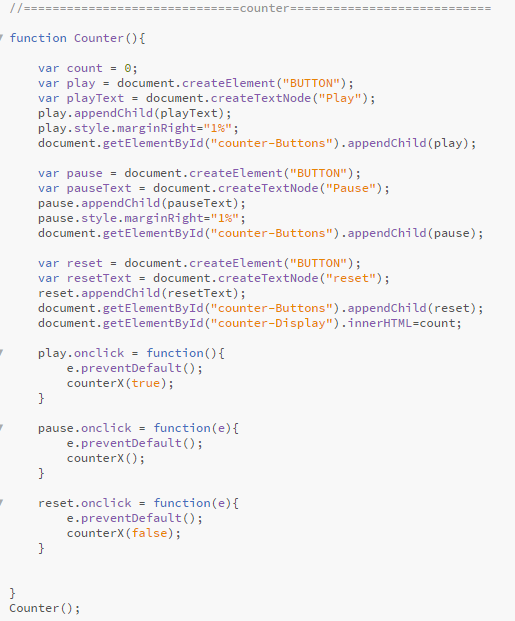 //==============================counter============================
function Counter(){
var count = 0;
var play = document.createElement("BUTTON");
var playText = document.createTextNode("Play");
play.appendChild(playText);
play.style.marginRight="1%";
document.getElementById("counter-Buttons").appendChild(play);
var pause = document.createElement("BUTTON");
var pauseText = document.createTextNode("Pause");
pause.appendChild(pauseText);
pause.style.marginRight="1%";
document.getElementById("counter-Buttons").appendChild(pause);
var reset = document.createElement("BUTTON");
var resetText = document.createTextNode("reset");
reset.appendChild(resetText);
document.getElementById("counter-Buttons").appendChild(reset);
document.getElementById("counter-Display").innerHTML=count;
play.onclick = function(){
e.preventDefault();
counterX(true);
}
pause.onclick = function(e){
e.preventDefault();
counterX();
}
reset.onclick = function(e){
e.preventDefault();
counterX(false);
}
}
Counter();